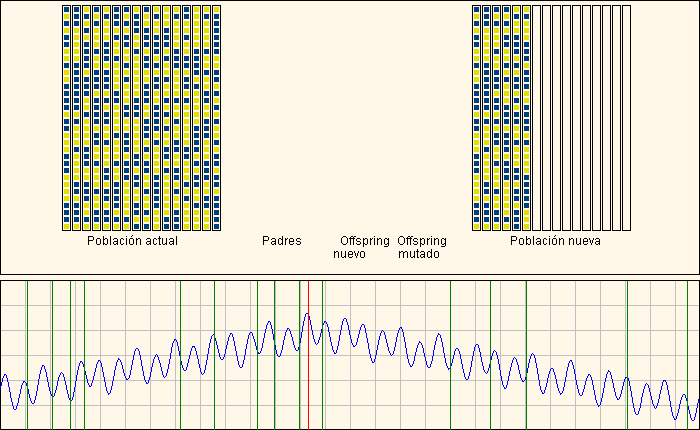 Población actual
Padres
Offspring
nuevo
Offspring
mutado
Población nueva